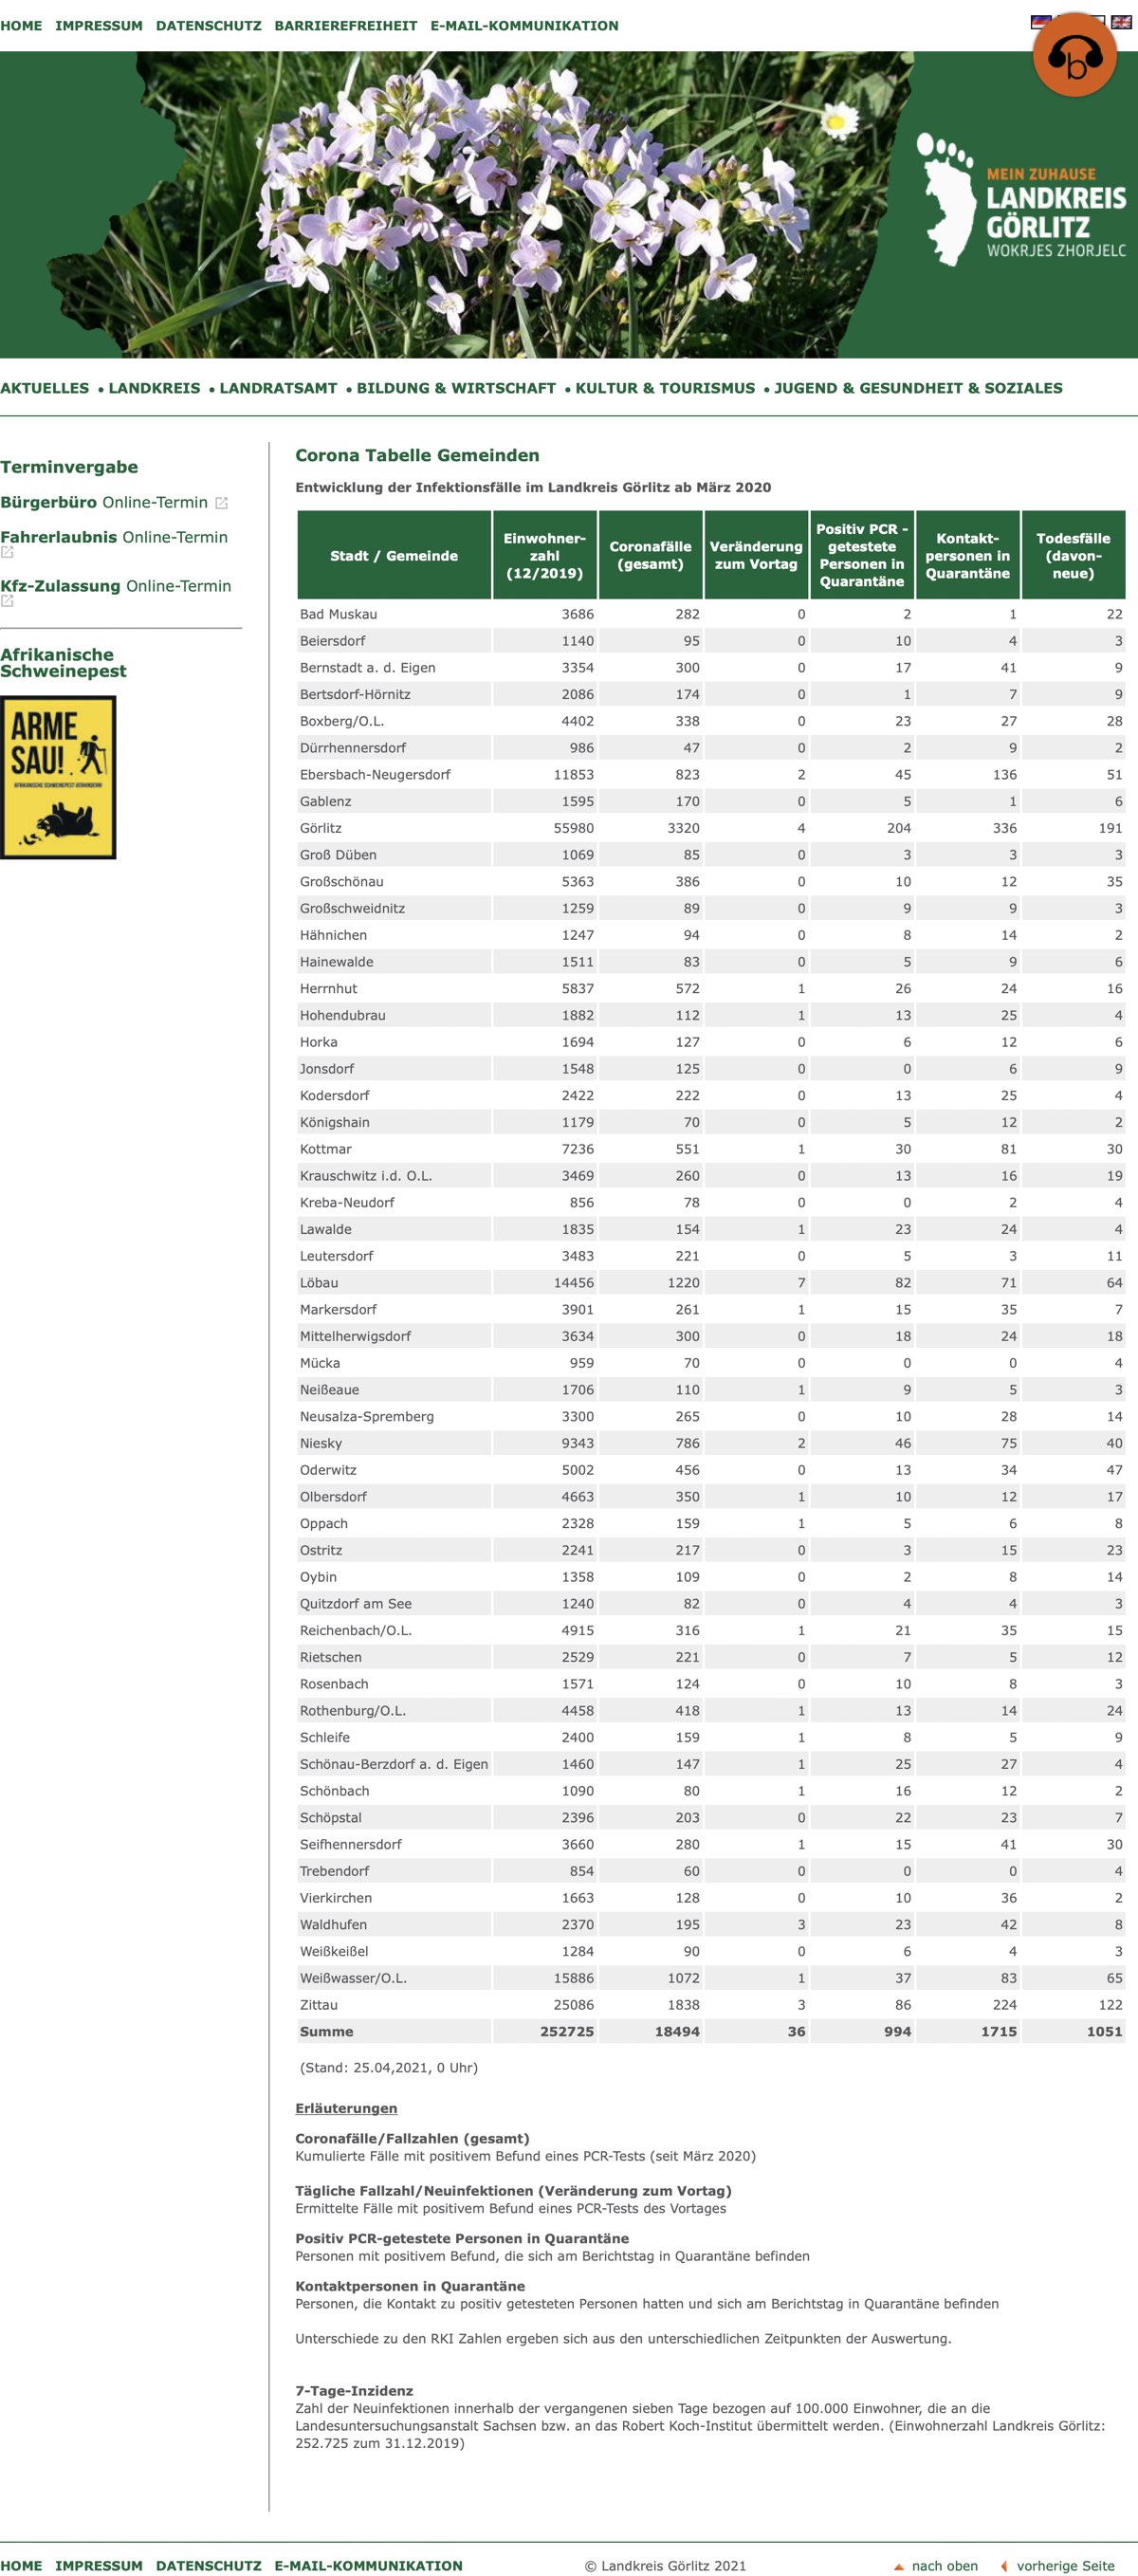 HOME IMPRESSUM DATENSCHUTZ BARRIEREFREIHEIT E-MAIL-KOMMUNIKATION
b
MEIN ZUHAUSE
LANDKREIS
GÖRLITZ
WOKRJES ZHORJELC
AKTUELLES • LANDKREIS • LANDRATSAMT • BILDUNG & WIRTSCHAFT • KULTUR & TOURISMUS • JUGEND & GESUNDHEIT & SOZIALES
Terminvergabe
Bürgerbüro Online-Termin
Fahrerlaubnis Online-Termin
Kfz-Zulassung Online-Termin
Afrikanische
Schweinepest
ARME
SAU!
AFRIKANISCHE SCHWEINEPEST VERHINDERN!
Corona Tabelle Gemeinden
Entwicklung der Infektionsfälle im Landkreis Görlitz ab März 2020
Stadt / Gemeinde Einwohner-zahl (12/2019) Coronafälle (gesamt) Veränderung zum Vortag Positiv PCR - getestete Personen in Quarantäne Kontakt-personen in Quarantäne Todesfälle (davon-neue)
Bad Muskau 3686 282 0 2 1 22
Beiersdorf 1140 95 0 10 4 3
Bernstadt a. d. Eigen 3354 300 0 17 41 9
Bertsdorf-Hörnitz 2086 174 0 1 7 9
Boxberg/O.L. 4402 338 0 23 27 28
Dürrhennersdorf 986 47 0 2 9 2
Ebersbach-Neugersdorf 11853 823 2 45 136 51
Gablenz 1595 170 0 5 1 6
Görlitz 55980 3320 4 204 336 191
Groß Düben 1069 85 0 3 3 3
Großschönau 5363 386 0 10 12 35
Großschweidnitz 1259 89 0 9 9 3
Hähnichen 1247 94 0 8 14 2
Hainewalde 1511 83 0 5 9 6
Herrnhut 5837 572 1 26 24 16
Hohendubrau 1882 112 1 13 25 4
Horka 1694 127 0 6 12 6
Jonsdorf 1548 125 0 0 6 9
Kodersdorf 2422 222 0 13 25 4
Königshain 1179 70 0 5 12 2
Kottmar 7236 551 1 30 81 30
Krauschwitz i.d. O.L. 3469 260 0 13 16 19
Kreba-Neudorf 856 78 0 0 2 4
Lawalde 1835 154 1 23 24 4
Leutersdorf 3483 221 0 5 3 11
Löbau 14456 1220 7 82 71 64
Markersdorf 3901 261 1 15 35 7
Mittelherwigsdorf 3634 300 0 18 24 18
Mücka 959 70 0 0 0 4
Neißeaue 1706 110 1 9 5 3
Neusalza-Spremberg 3300 265 0 10 28 14
Niesky 9343 786 2 46 75 40
Oderwitz 5002 456 0 13 34 47
Olbersdorf 4663 350 1 10 12 17
Oppach 2328 159 1 5 6 8
Ostritz 2241 217 0 3 15 23
Oybin 1358 109 0 2 8 14
Quitzdorf am See 1240 82 0 4 4 3
Reichenbach/O.L. 4915 316 1 21 35 15
Rietschen 2529 221 0 7 5 12
Rosenbach 1571 124 0 10 8 3
Rothenburg/O.L. 4458 418 1 13 14 24
Schleife 2400 159 1 8 5 9
Schönau-Berzdorf a. d. Eigen 1460 147 1 25 27 4
Schönbach 1090 80 1 16 12 2
Schöpstal 2396 203 0 22 23 7
Seifhennersdorf 3660 280 1 15 41 30
Trebendorf 854 60 0 0 0 4
Vierkirchen 1663 128 0 10 36 2
Waldhufen 2370 195 3 23 42 8
Weißkeißel 1284 90 0 6 4 3
Weißwasser/O.L. 15886 1072 1 37 83 65
Zittau 25086 1838 3 86 224 122
Summe 252725 18494 36 994 1715 1051
(Stand: 25.04,2021, 0 Uhr)
Erläuterungen
Coronafälle/Fallzahlen (gesamt)
Kumulierte Fälle mit positivem Befund eines PCR-Tests (seit März 2020)
Tägliche Fallzahl/Neuinfektionen (Veränderung zum Vortag)
Ermittelte Fälle mit positivem Befund eines PCR-Tests des Vortages
Positiv PCR-getestete Personen in Quarantäne
Personen mit positivem Befund, die sich am Berichtstag in Quarantäne befinden
Kontaktpersonen in Quarantäne
Personen, die Kontakt zu positiv getesteten Personen hatten und sich am Berichtstag in Quarantäne befinden
Unterschiede zu den RKI Zahlen ergeben sich aus den unterschiedlichen Zeitpunkten der Auswertung.
7-Tage-Inzidenz
Zahl der Neuinfektionen innerhalb der vergangenen sieben Tage bezogen auf 100.000 Einwohner, die an die
Landesuntersuchungsanstalt Sachsen bzw. an das Robert Koch-Institut übermittelt werden. (Einwohnerzahl Landkreis Görlitz:
252.725 zum 31.12.2019)
HOME IMPRESSUM DATENSCHUTZ E-MAIL-KOMMUNIKATION © Landkreis Görlitz 2021 nach oben vorherige Seite